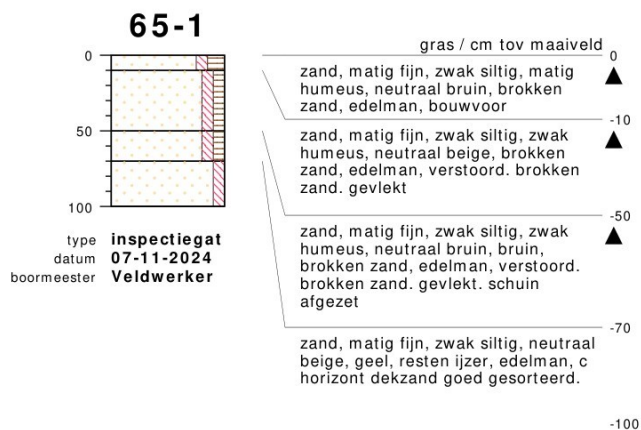 65-1
gras / cm tov maaiveld
0
0
zand, matig fijn, zwak siltig, matig
humeus, neutraal bruin, brokken
zand, edelman, bouwvoor
-10
zand, matig fijn, zwak siltig, zwak
humeus, neutraal beige, brokken
zand, edelman, verstoord. brokken
zand. gevlekt
50
-50
zand, matig fijn, zwak siltig, zwak
humeus, neutraal bruin, bruin,
brokken zand, edelman, verstoord.
brokken zand. gevlekt. schuin
afgezet
100
-70
zand, matig fijn, zwak siltig, neutraal
beige, geel, resten ijzer, edelman, c
horizont dekzand goed gesorteerd.
-100
type inspectiegat
datum 07-11-2024
boormeester Veldwerker